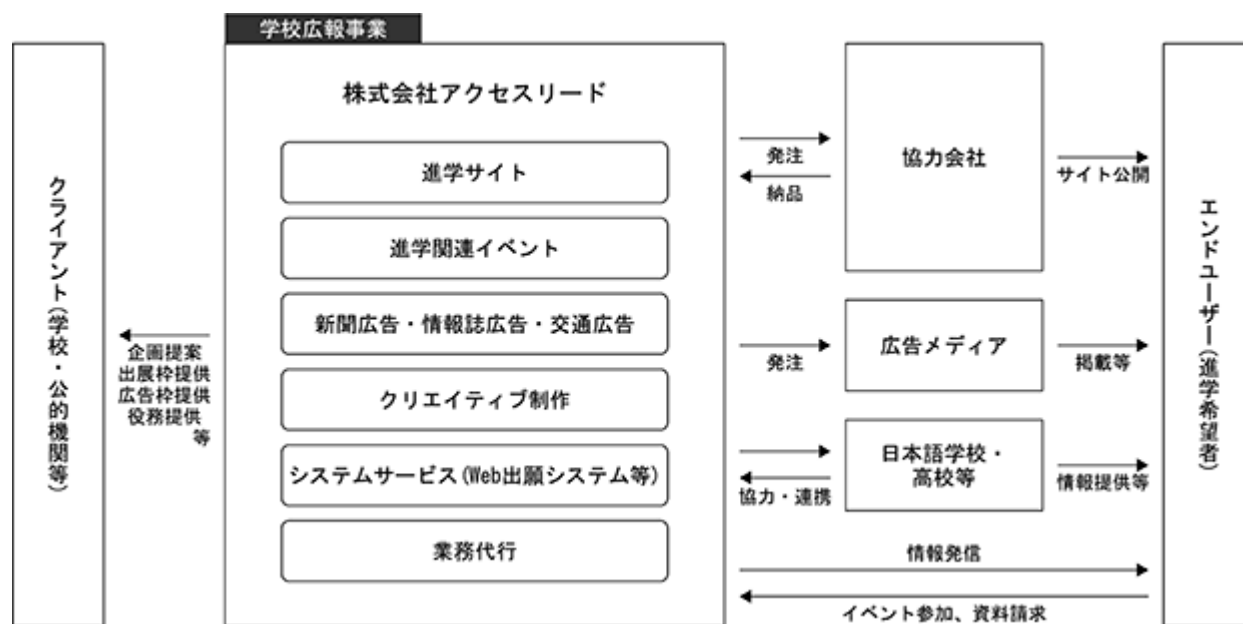 学校広報事業
クライアント(学校・公的機関等)
企画提案
出展枠提供
広告枠提供
役務提供
等
株式会社アクセスリード
進学サイト
進学関連イベント
新聞広告・情報誌広告・交通広告
クリエイティブ制作
システムサービス(Web出願システム等)
業務代行
発注
納品
発注
協力・連携
協力会社
広告メディア
日本語学校・
高校等
サイト公開
掲載等
情報提供等
情報発信
イベント参加、資料請求
エンドユーザー(進学希望者)